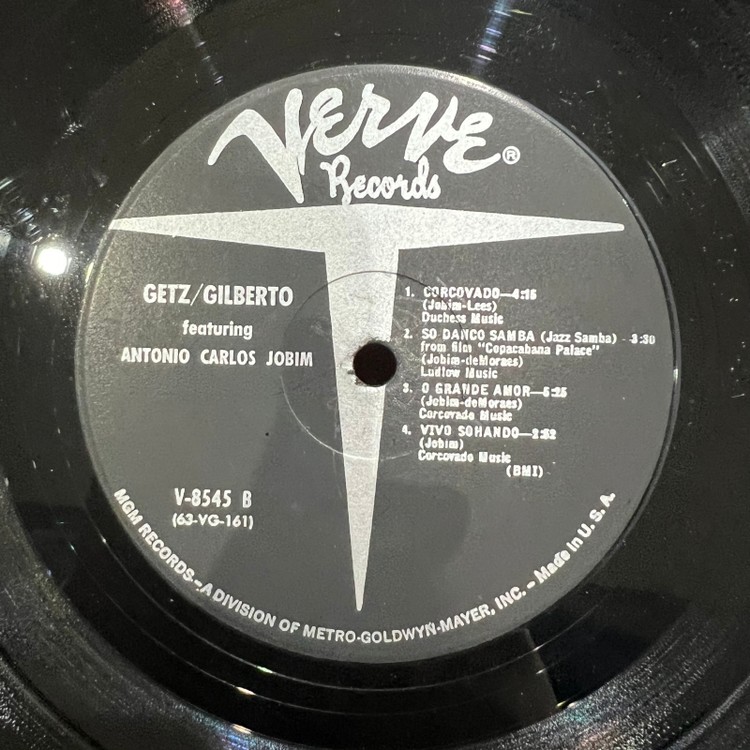 Verve®
Records
GETZ/GILBERTO
featuring
ANTONIO CARLOS JOBIM
1. CORCOVADO—4:15
(Jobim-Lees)
Duchess Music
2. SO DANCO SAMBA (Jazz Samba) - 3:30
from film "Copacabana Palace"
(Jobim-deMoraes)
Ludlow Music
3. O GRANDE AMOR—5:25
(Jobim-deMoraes)
Corcovado Music
4. VIVO SOHANDO—2:52
(Jobim)
Corcovado Music
(BMI)
V-8545 B
(63-VG-161)
MGM RECORDS—A DIVISION OF METRO-GOLDWYN-MAYER, INC. - Made in U. S. A.